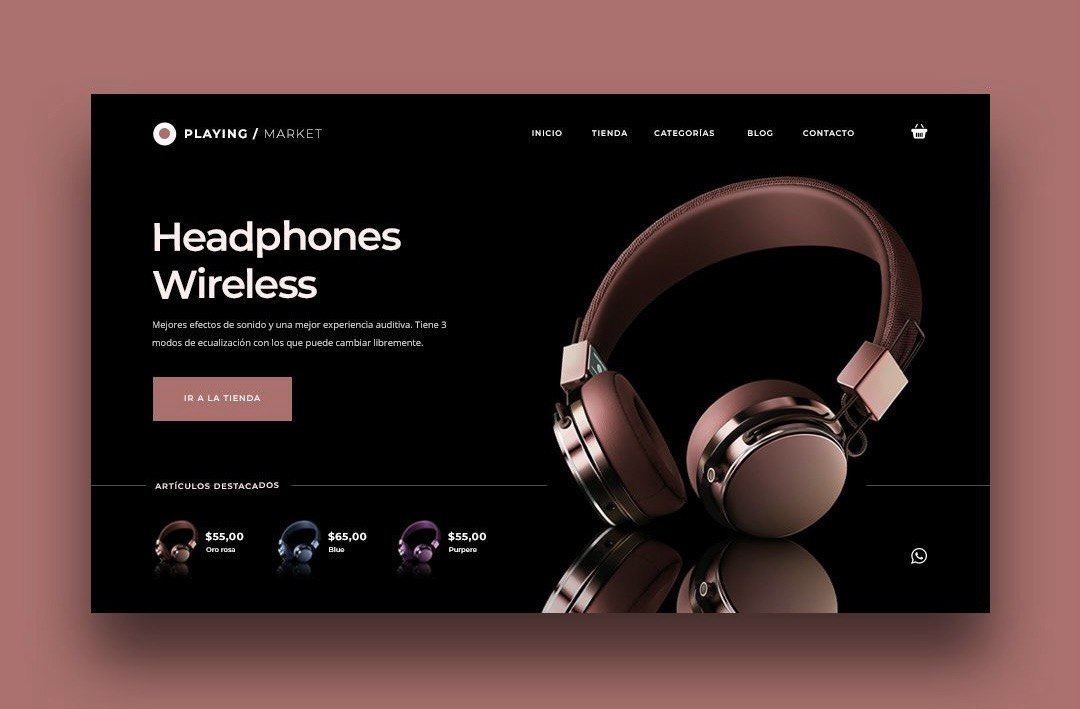 PLAYING / MARKET
INICIO TIENDA CATEGORÍAS BLOG CONTACTO
Headphones
Wireless
Mejores efectos de sonido y una mejor experiencia auditiva. Tiene 3
modos de ecualización con los que puede cambiar libremente.
IR A LA TIENDA
ARTÍCULOS DESTACADOS
$55,00
Oro rosa
$65,00
Blue
$55,00
Purpere